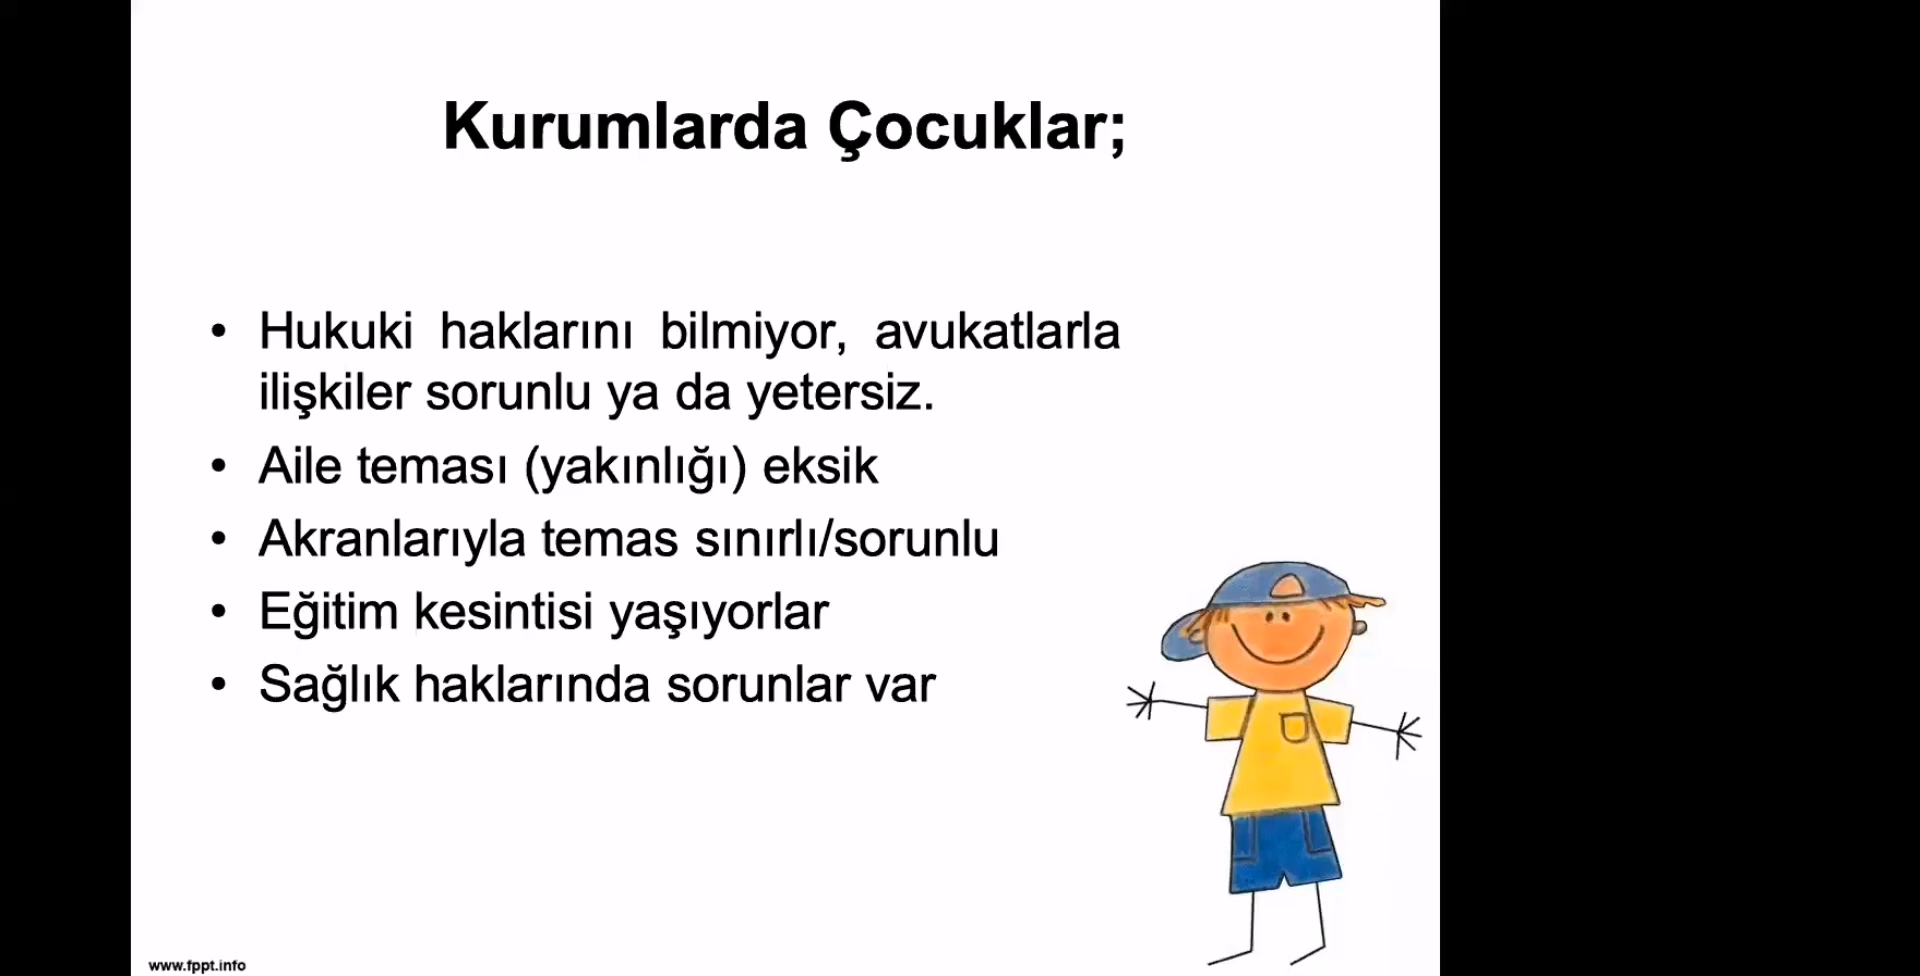 Kurumlarda Çocuklar;
• Hukuki haklarını bilmiyor, avukatlarla
ilişkiler sorunlu ya da yetersiz.
• Aile teması (yakınlığı) eksik
• Akranlarıyla temas sınırlı/sorunlu
• Eğitim kesintisi yaşıyorlar
• Sağlık haklarında sorunlar var
www.fppt.info